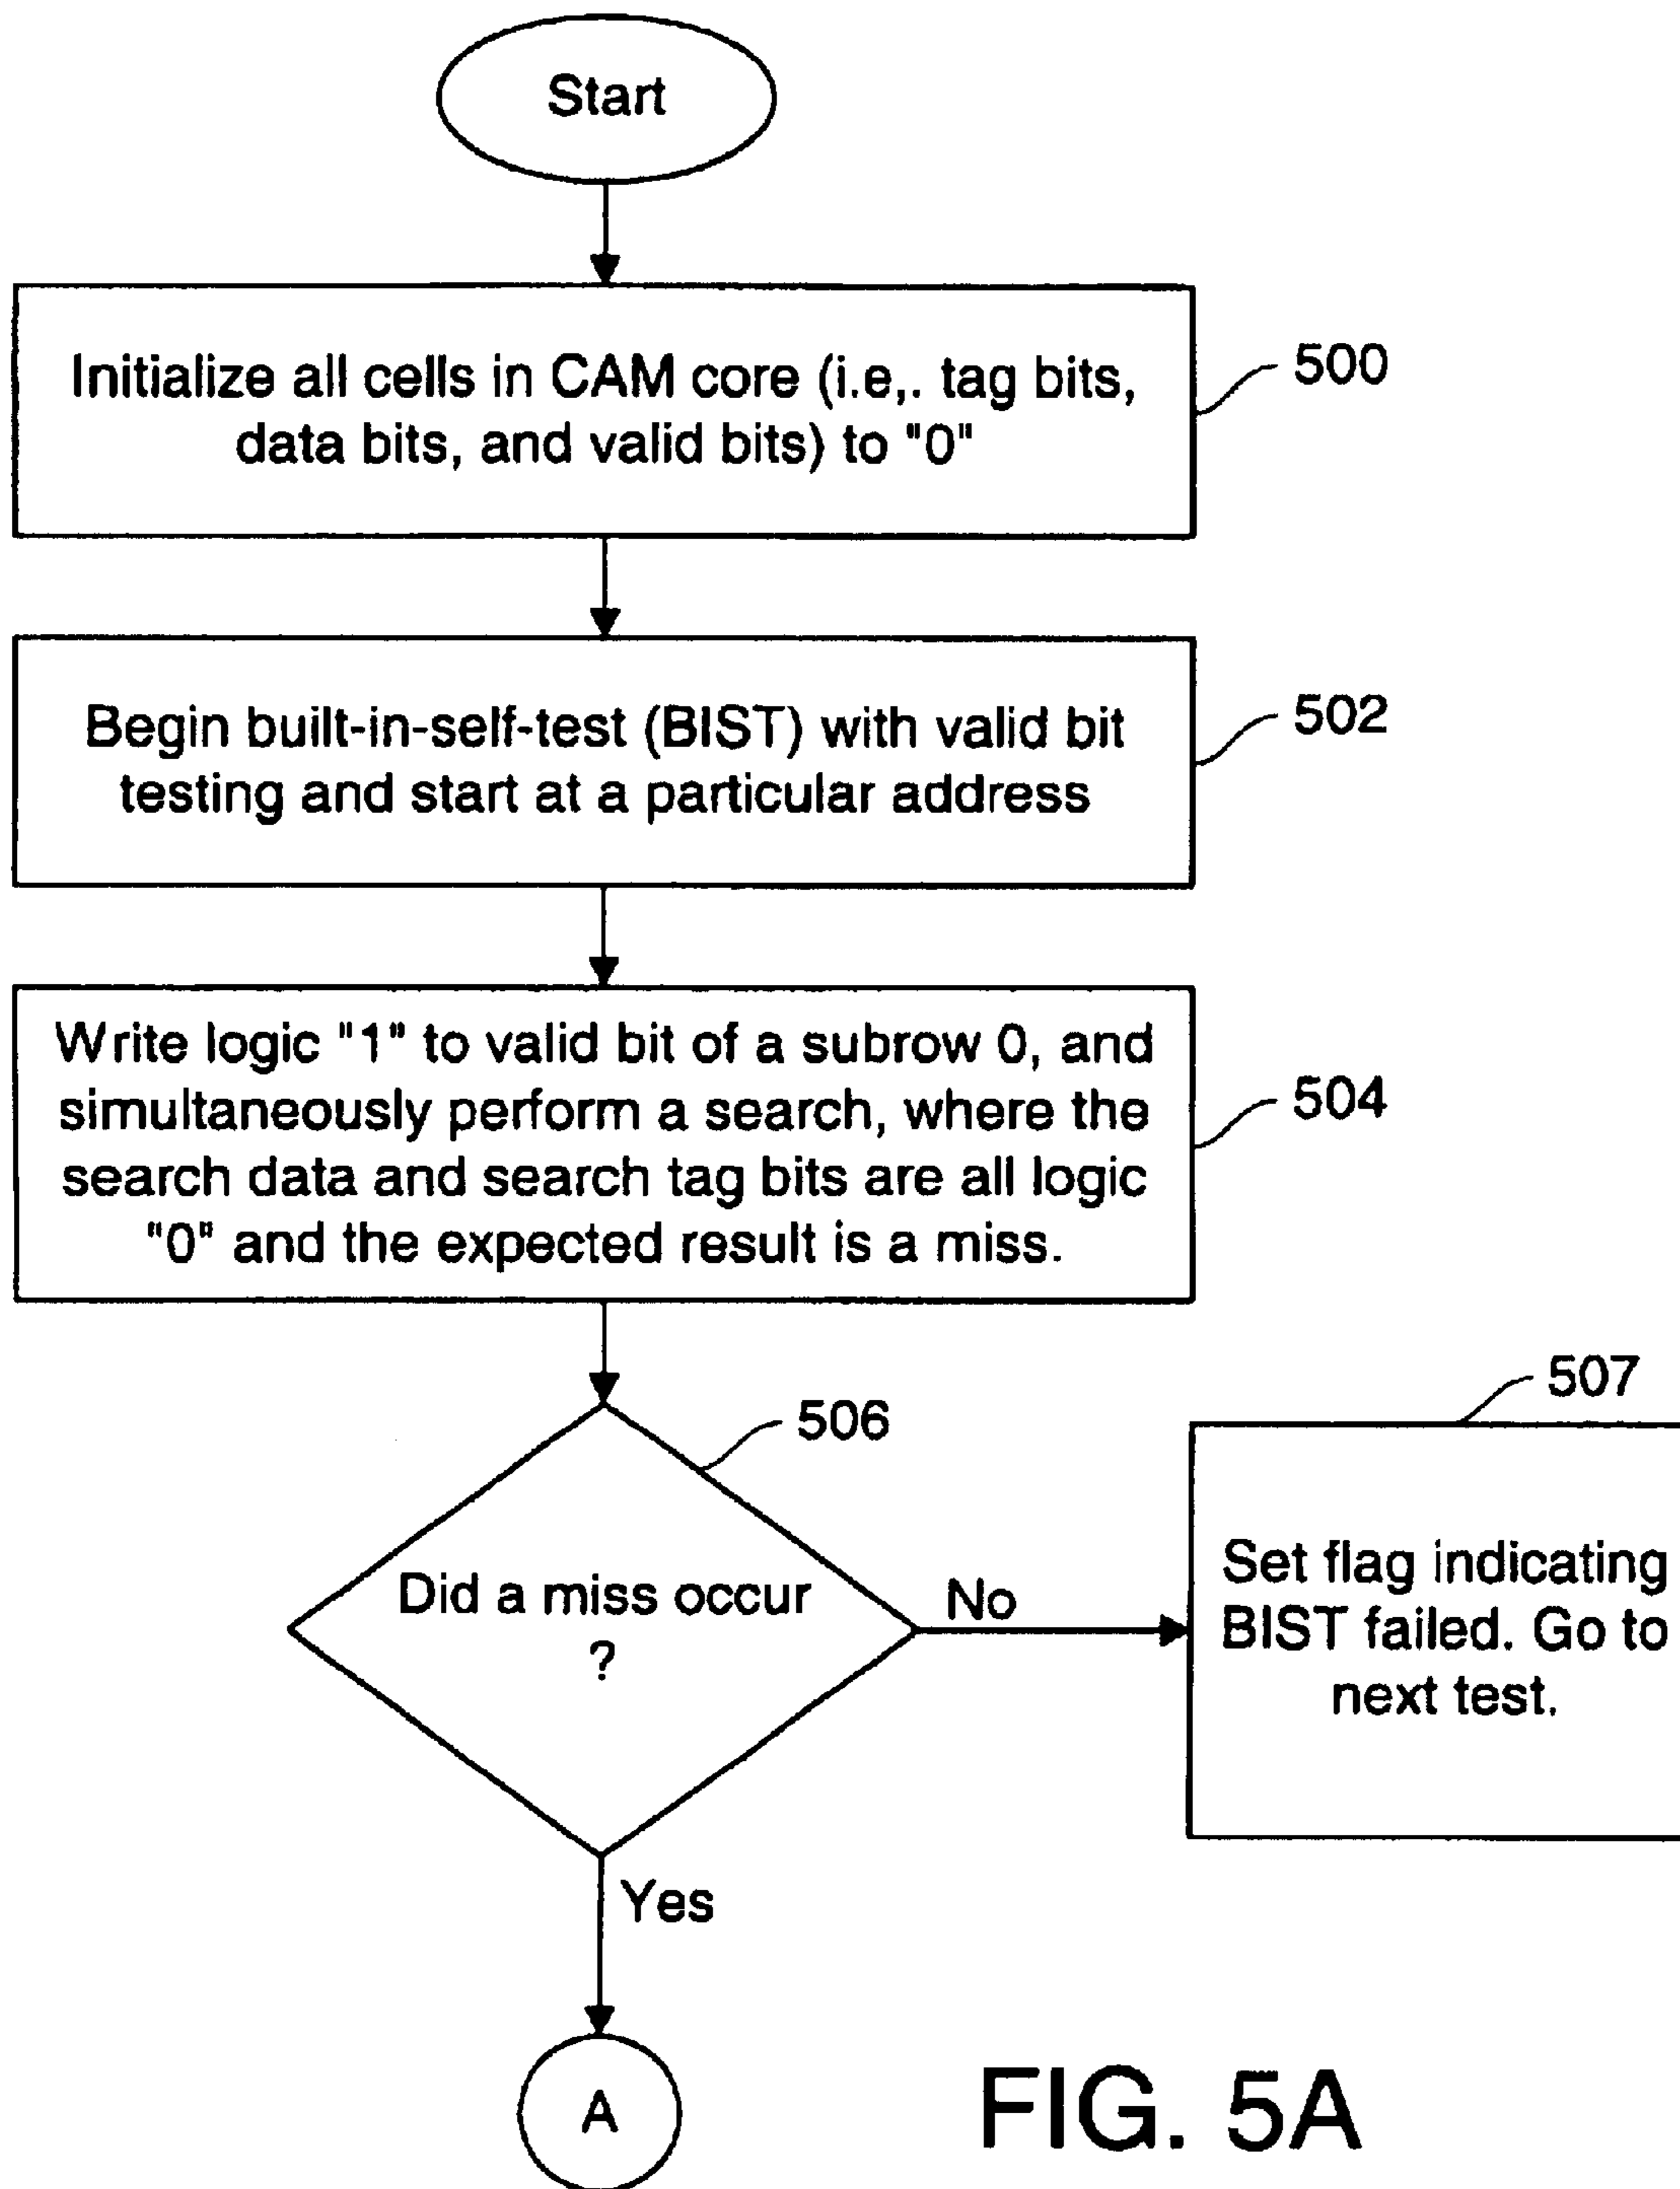 Start
Initialize all cells in CAM core (i.e,. tag bits,
data bits, and valid bits) to "0"
500
Begin built-in-self-test (BIST) with valid bit
testing and start at a particular address
502
Write logic "1" to valid bit of a subrow 0, and
simultaneously perform a search, where the
search data and search tag bits are all logic
"0" and the expected result is a miss.
504
506
Did a miss occur
?
No
507
Set flag indicating
BIST failed. Go to
next test.
Yes
A
FIG. 5A